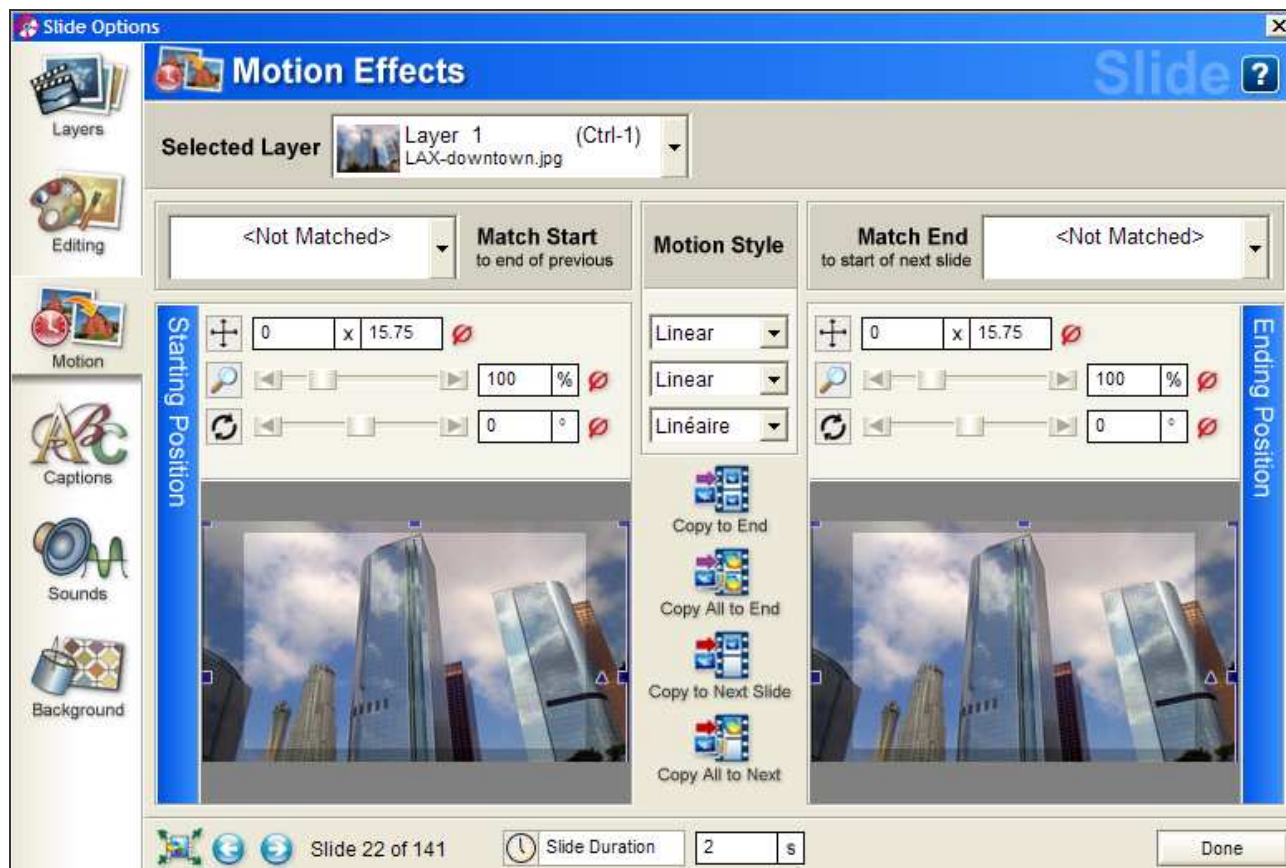 Slide Options
Motion Effects
Slide
?
Layers
Editing
Motion
Captions
Sounds
Background
Selected Layer
Layer 1 (Ctrl-1)
LAX-downtown.jpg
<Not Matched>
Match Start
to end of previous
Motion Style
Match End
to start of next slide
<Not Matched>
Starting Position
0 x 15.75
100 %
0 °
Linear
Linear
Linéaire
Copy to End
Copy All to End
Copy to Next Slide
Copy All to Next
0 x 15.75
100 %
0 °
Ending Position
Slide 22 of 141
Slide Duration
2 s
Done